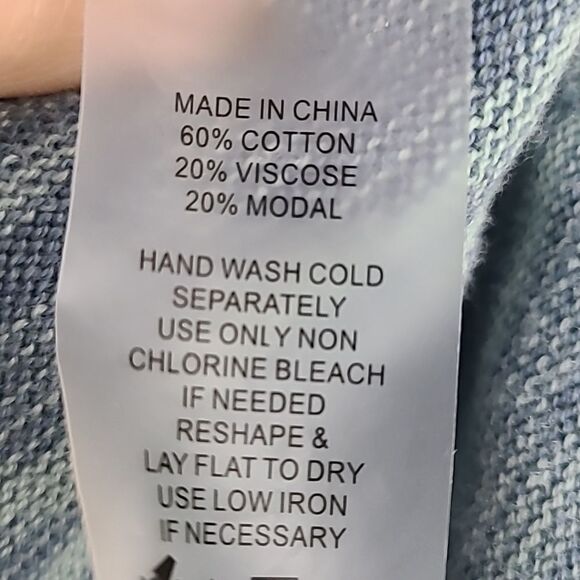 MADE IN CHINA
60% COTTON
20% VISCOSE
20% MODAL
HAND WASH COLD
SEPARATELY
USE ONLY NON
CHLORINE BLEACH
IF NEEDED
RESHAPE &
LAY FLAT TO DRY
USE LOW IRON
IF NECESSARY